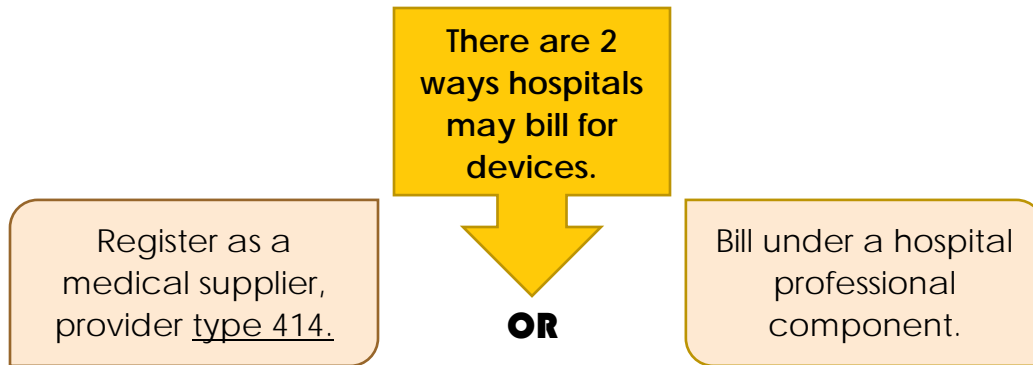 There are 2
ways hospitals
may bill for
devices.
Register as a
medical supplier,
provider type 414.
OR
Bill under a hospital
professional
component.